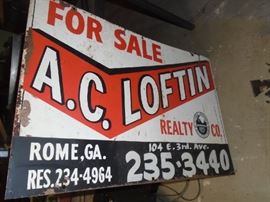 FOR SALE
A.C. LOFTIN
REALTY CO.
ROME, GA. 104 E. 3rd. Ave.
RES. 234-4964 235-3440